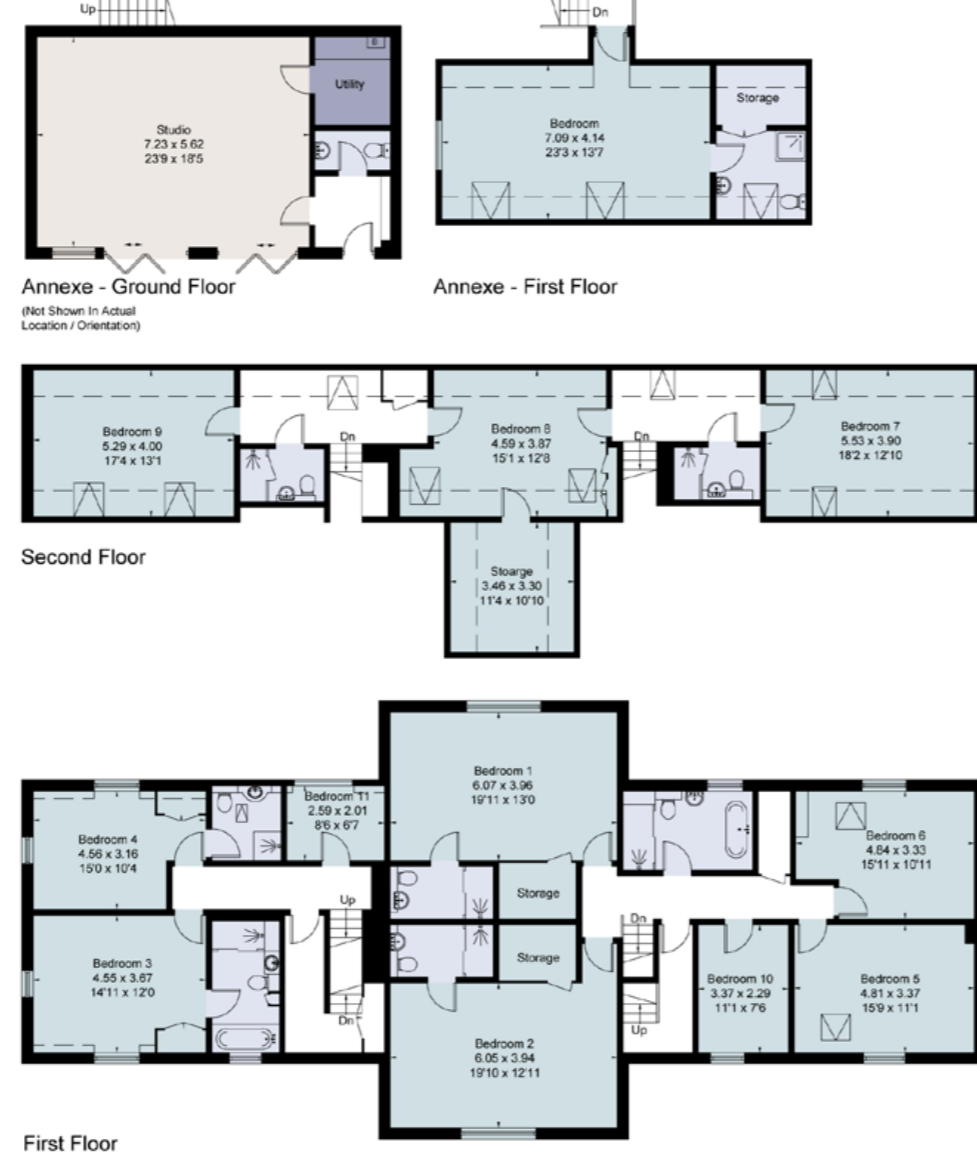 Up
Dn
Studio
7.23 x 5.62
23'9 x 18'5
Utility
Bedroom
7.09 x 4.14
23'3 x 13'7
Storage
Annexe - Ground Floor
(Not Shown In Actual
Location / Orientation)
Annexe - First Floor
Bedroom 9
5.29 x 4.00
17'4 x 13'1
Dn
Bedroom 8
4.59 x 3.87
15'1 x 12'8
Dn
Bedroom 7
5.53 x 3.90
18'2 x 12'10
Second Floor
Stoarge
3.46 x 3.30
11'4 x 10'10
Bedroom 1
6.07 x 3.96
19'11 x 13'0
Bedroom 4
4.56 x 3.16
15'0 x 10'4
Bedroom 11
2.59 x 2.01
8'6 x 6'7
Bedroom 6
4.84 x 3.33
15'11 x 10'11
Up
Storage
Dn
Bedroom 3
4.55 x 3.67
14'11 x 12'0
Storage
Dn
Up
Bedroom 10
3.37 x 2.29
11'1 x 7'6
Bedroom 5
4.81 x 3.37
15'9 x 11'1
Bedroom 2
6.05 x 3.94
19'10 x 12'11
First Floor